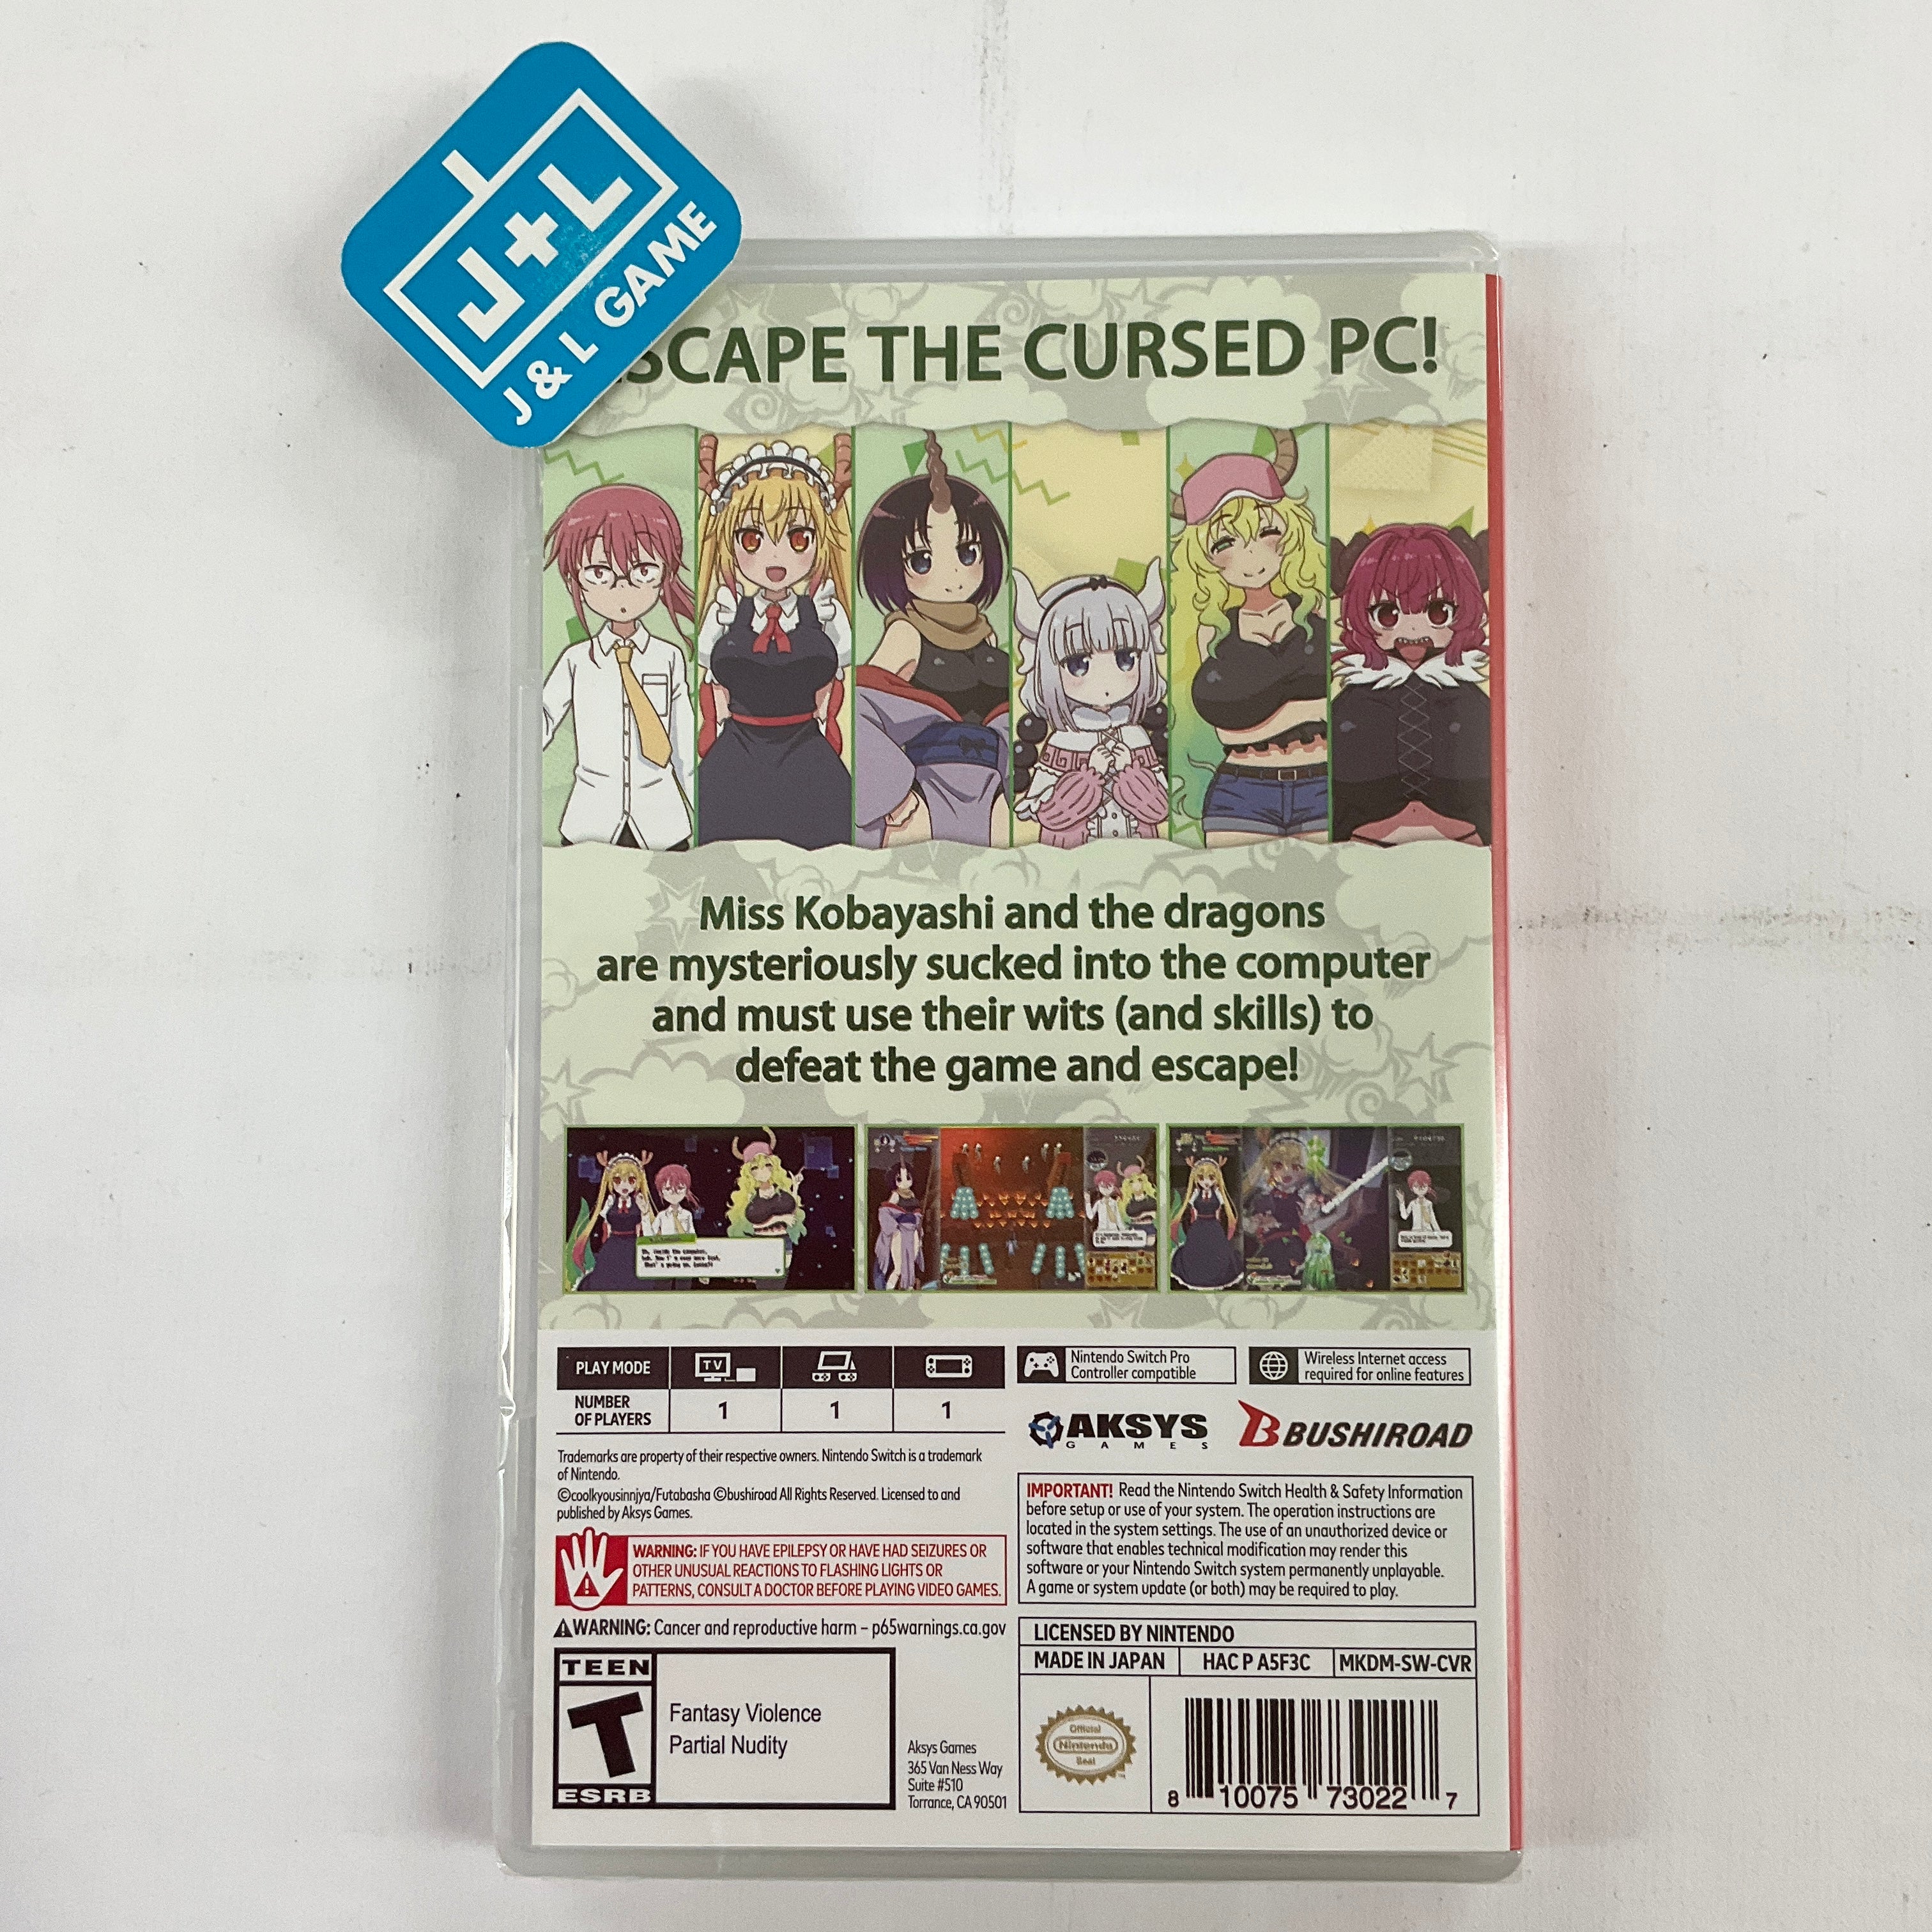 J+L
J & L GAME
ESCAPE THE CURSED PC!
Miss Kobayashi and the dragons
are mysteriously sucked into the computer
and must use their wits (and skills) to
defeat the game and escape!
PLAY MODE
TV
NUMBER
OF PLAYERS
1
1
1
Nintendo Switch Pro
Controller compatible
Wireless Internet access
required for online features
AKSYS
GAMES
B BUSHIROAD
Trademarks are property of their respective owners. Nintendo Switch is a trademark
of Nintendo.
©coolkyousinnjya/Futabasha ©bushiroad All Rights Reserved. Licensed to and
published by Aksys Games.
WARNING: IF YOU HAVE EPILEPSY OR HAVE HAD SEIZURES OR
OTHER UNUSUAL REACTIONS TO FLASHING LIGHTS OR
PATTERNS, CONSULT A DOCTOR BEFORE PLAYING VIDEO GAMES.
WARNING: Cancer and reproductive harm – p65warnings.ca.gov
IMPORTANT! Read the Nintendo Switch Health & Safety Information
before setup or use of your system. The operation instructions are
located in the system settings. The use of an unauthorized device or
software that enables technical modification may render this
software or your Nintendo Switch system permanently unplayable.
A game or system update (or both) may be required to play.
TEEN
T
ESRB
Fantasy Violence
Partial Nudity
Aksys Games
365 Van Ness Way
Suite #510
Torrance, CA 90501
LICENSED BY NINTENDO
MADE IN JAPAN
HAC P A5F3C
MKDM-SW-CVR
Official
Nintendo
Seal
8 10075 73022 7